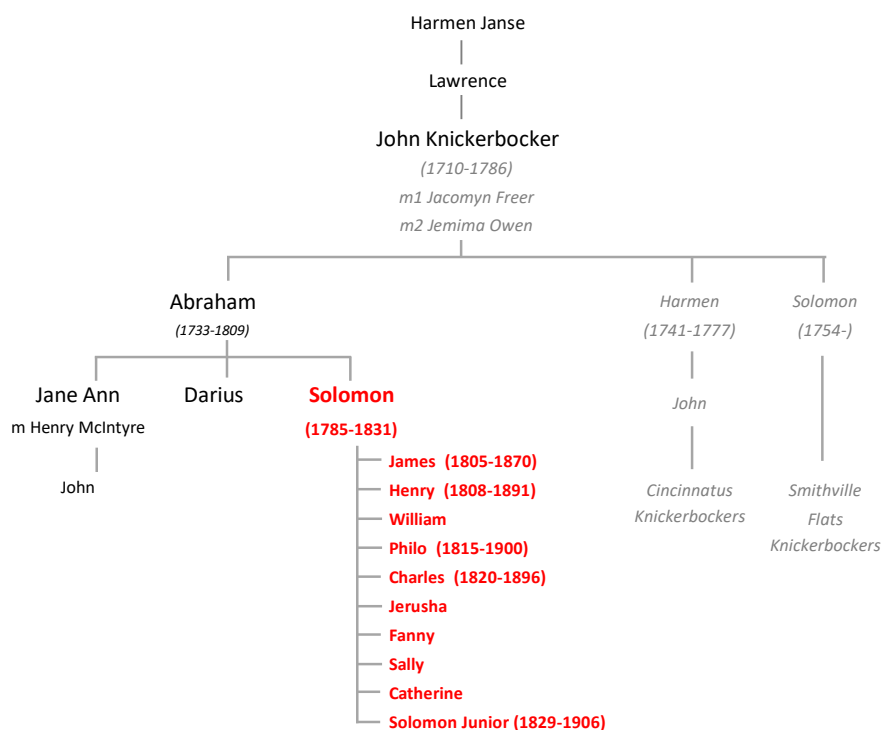 Harmen Janse
Lawrence
John Knickerbocker
(1710-1786)
m1 Jacomyn Freer
m2 Jemima Owen
Abraham
(1733-1809)
Harmen
(1741-1777)
Solomon
(1754-)
Jane Ann
m Henry McIntyre
John
Darius
Solomon
(1785-1831)
James (1805-1870)
Henry (1808-1891)
William
Philo (1815-1900)
Charles (1820-1896)
Jerusha
Fanny
Sally
Catherine
Solomon Junior (1829-1906)
John
Cincinnatus
Knickerbockers
Smithville
Flats
Knickerbockers